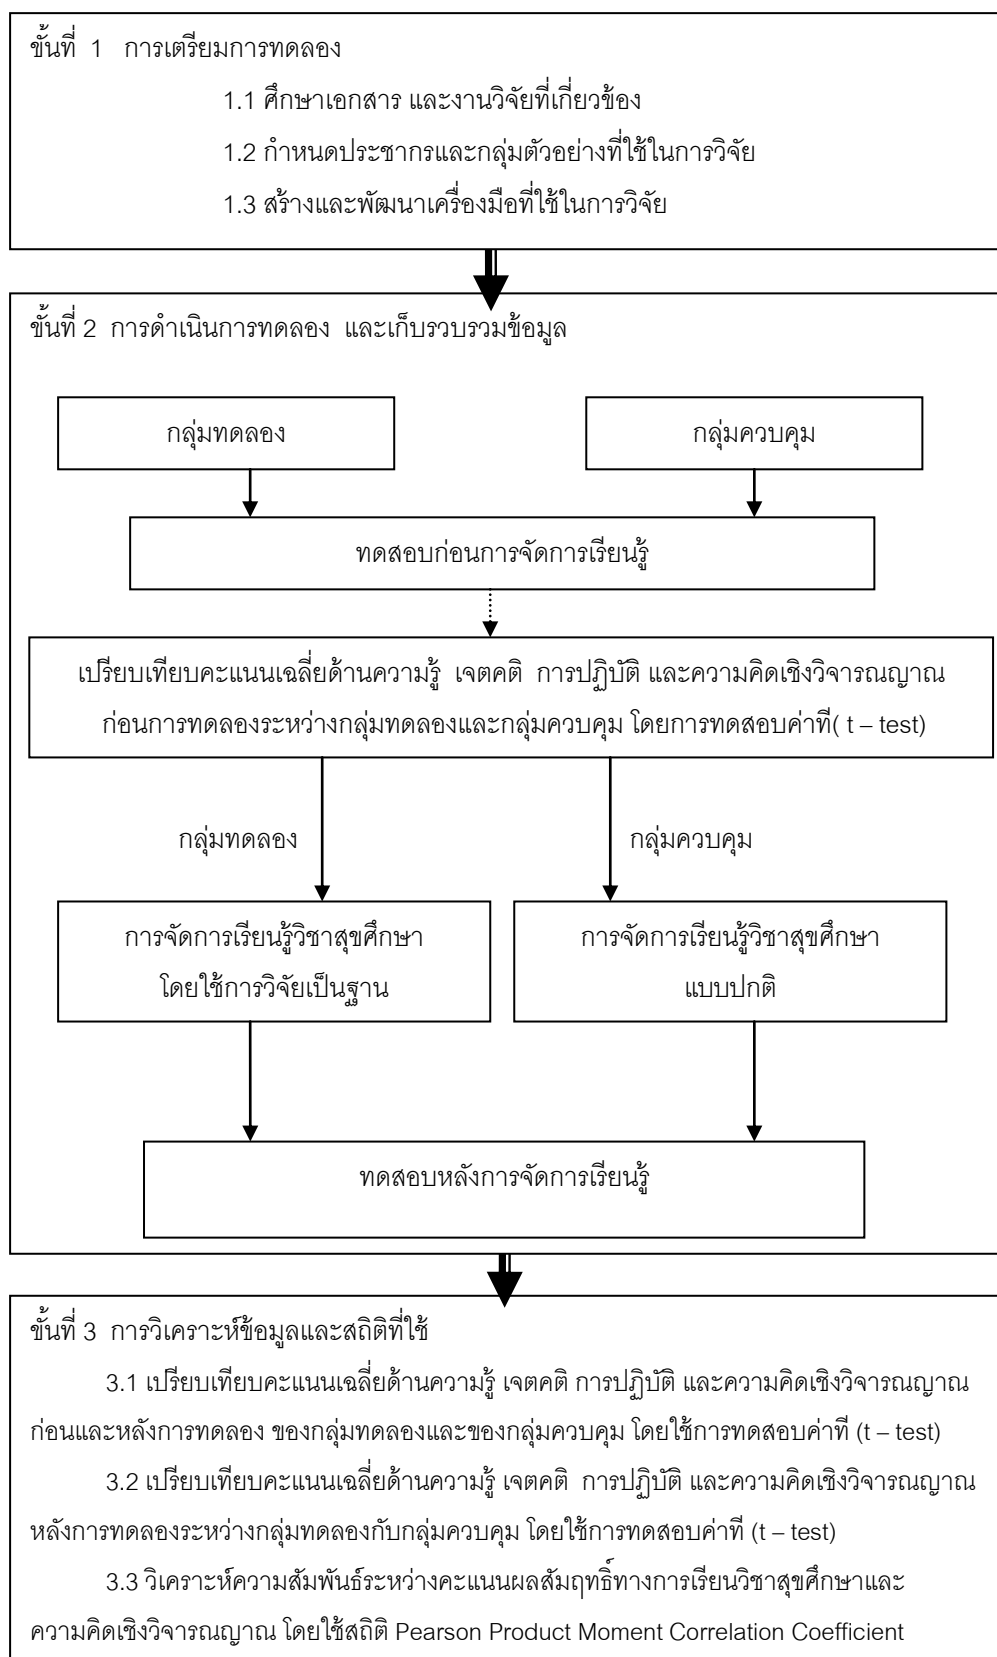 ขั้นที่ 1 การเตรียมการทดลอง
1.1 ศึกษาเอกสาร และงานวิจัยที่เกี่ยวข้อง
1.2 กำหนดประชากรและกลุ่มตัวอย่างที่ใช้ในการวิจัย
1.3 สร้างและพัฒนาเครื่องมือที่ใช้ในการวิจัย
ขั้นที่ 2 การดำเนินการทดลอง และเก็บรวบรวมข้อมูล
กลุ่มทดลอง
กลุ่มควบคุม
ทดสอบก่อนการจัดการเรียนรู้
เปรียบเทียบคะแนนเฉลี่ยด้านความรู้ เจตคติ การปฏิบัติ และความคิดเชิงวิจารณญาณ
ก่อนการทดลองระหว่างกลุ่มทดลองและกลุ่มควบคุม โดยการทดสอบค่าที( t – test)
กลุ่มทดลอง
กลุ่มควบคุม
การจัดการเรียนรู้วิชาสุขศึกษา
โดยใช้การวิจัยเป็นฐาน
การจัดการเรียนรู้วิชาสุขศึกษา
แบบปกติ
ทดสอบหลังการจัดการเรียนรู้
ขั้นที่ 3 การวิเคราะห์ข้อมูลและสถิติที่ใช้
3.1 เปรียบเทียบคะแนนเฉลี่ยด้านความรู้ เจตคติ การปฏิบัติ และความคิดเชิงวิจารณญาณ
ก่อนและหลังการทดลอง ของกลุ่มทดลองและของกลุ่มควบคุม โดยใช้การทดสอบค่าที (t – test)
3.2 เปรียบเทียบคะแนนเฉลี่ยด้านความรู้ เจตคติ การปฏิบัติ และความคิดเชิงวิจารณญาณ
หลังการทดลองระหว่างกลุ่มทดลองกับกลุ่มควบคุม โดยใช้การทดสอบค่าที (t – test)
3.3 วิเคราะห์ความสัมพันธ์ระหว่างคะแนนผลสัมฤทธิ์ทางการเรียนวิชาสุขศึกษาและ
ความคิดเชิงวิจารณญาณ โดยใช้สถิติ Pearson Product Moment Correlation Coefficient